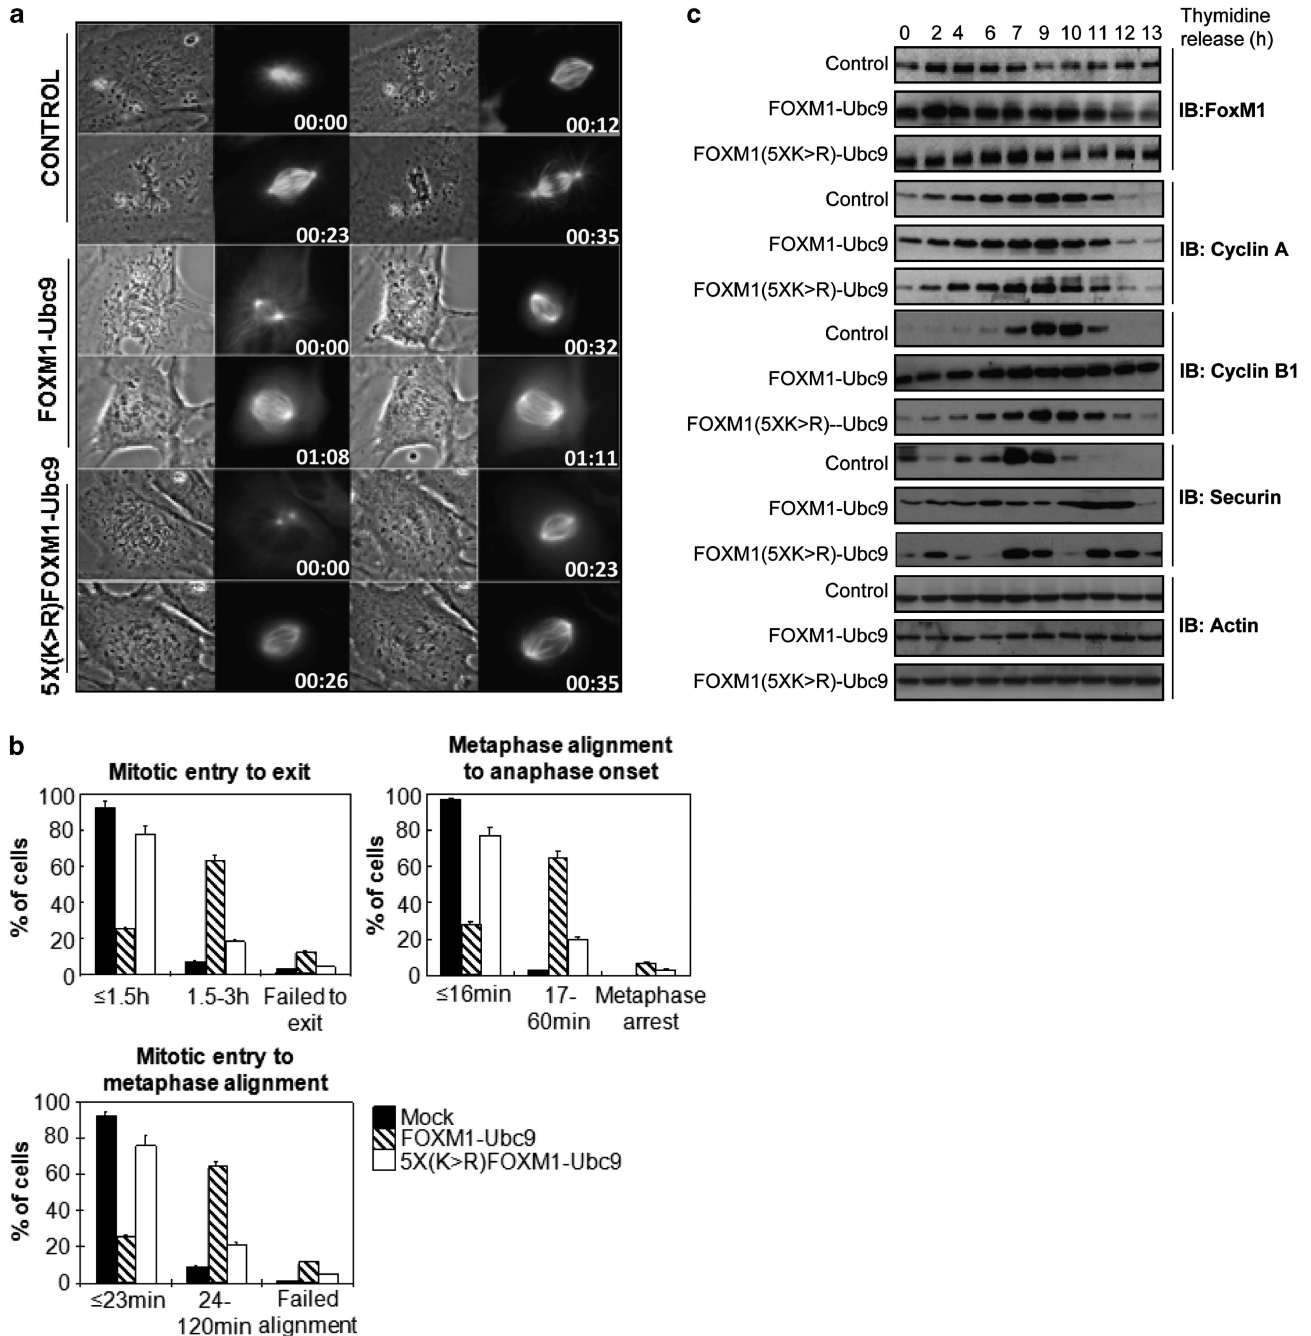 a
CONTROL
00:00
00:12
00:23
00:35
FOXM1-Ubc9
00:00
00:32
01:08
01:11
5X(K>R)FOXM1-Ubc9
00:00
00:23
00:26
00:35
b
Mitotic entry to exit
% of cells
100
80
60
40
20
0
≤1.5h
1.5-3h
Failed to
exit
Metaphase alignment
to anaphase onset
% of cells
100
80
60
40
20
0
≤16min
17-
60min
Metaphase
arrest
Mitotic entry to
metaphase alignment
% of cells
100
80
60
40
20
0
≤23min
24-
120min
Failed
alignment
Mock
FOXM1-Ubc9
5X(K>R)FOXM1-Ubc9
c
Thymidine
release (h)
0 2 4 6 7 9 10 11 12 13
Control
FOXM1-Ubc9
FOXM1(5XK>R)-Ubc9
IB:FoxM1
Control
FOXM1-Ubc9
FOXM1(5XK>R)-Ubc9
IB: Cyclin A
Control
FOXM1-Ubc9
FOXM1(5XK>R)--Ubc9
IB: Cyclin B1
Control
FOXM1-Ubc9
FOXM1(5XK>R)-Ubc9
IB: Securin
Control
FOXM1-Ubc9
FOXM1(5XK>R)-Ubc9
IB: Actin